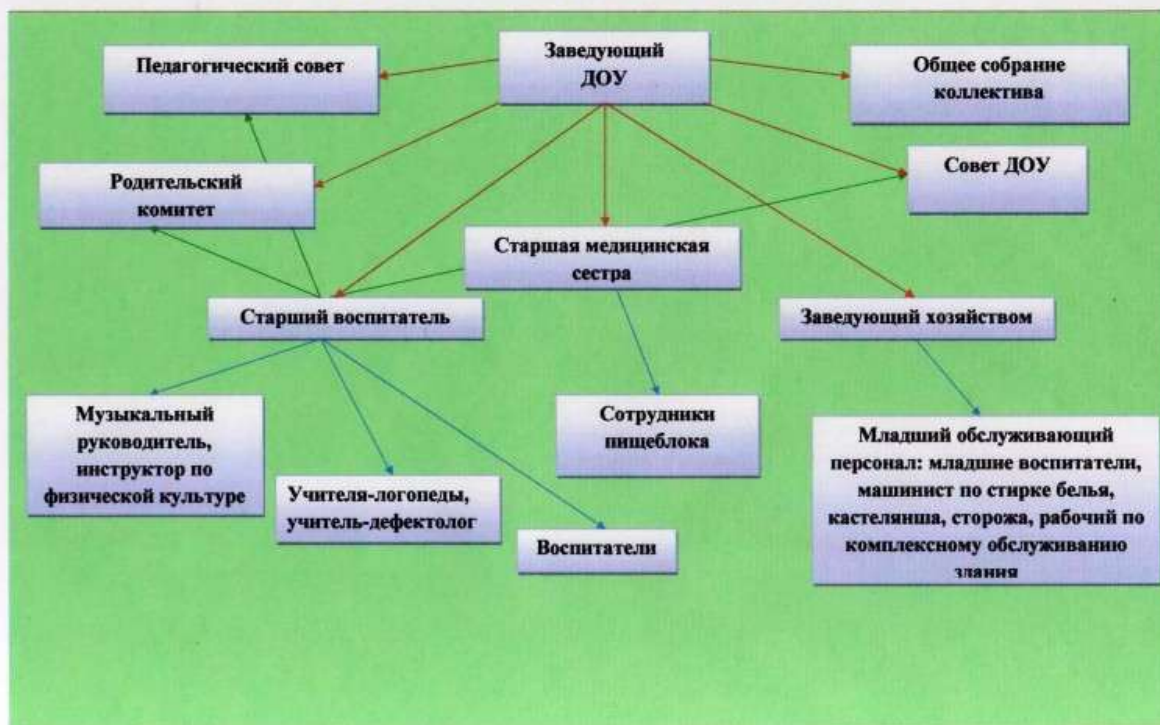 Заведующий
ДОУ
Педагогический совет
Общее собрание
коллектива
Родительский
комитет
Совет ДОУ
Старшая медицинская
сестра
Старший воспитатель
Заведующий хозяйством
Музыкальный
руководитель,
инструктор по
физической культуре
Учителя-логопеды,
учитель-дефектолог
Воспитатели
Сотрудники
пищеблока
Младший обслуживающий
персонал: младшие воспитатели,
машинист по стирке белья,
кастелянша, сторожа, рабочий по
комплексному обслуживанию
здания